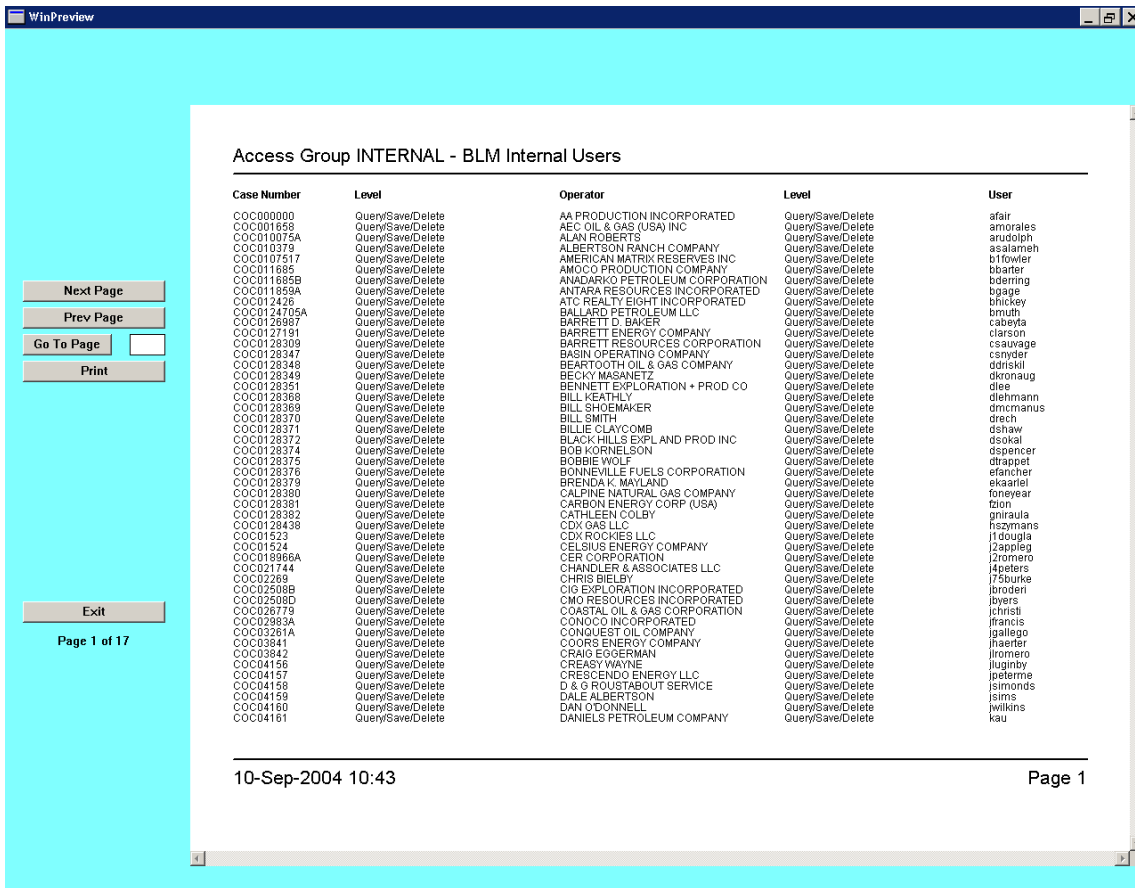 WinPreview
Access Group INTERNAL - BLM Internal Users
Case Number Level Operator Level User
COC000000 Query/Save/Delete AA PRODUCTION INCORPORATED Query/Save/Delete afair
COC001658 Query/Save/Delete AEC OIL & GAS (USA) INC Query/Save/Delete amorales
COC010075A Query/Save/Delete ALAN ROBERTS Query/Save/Delete arudolph
COC010379 Query/Save/Delete ALBERTSON RANCH COMPANY Query/Save/Delete asalameh
COC0107517 Query/Save/Delete AMERICAN MATRIX RESERVES INC Query/Save/Delete b1fowler
COC011685 Query/Save/Delete AMOCO PRODUCTION COMPANY Query/Save/Delete bbarter
COC011685B Query/Save/Delete ANADARKO PETROLEUM CORPORATION Query/Save/Delete bderring
COC011859A Query/Save/Delete ANTARA RESOURCES INCORPORATED Query/Save/Delete bgage
COC012426 Query/Save/Delete ATC REALTY EIGHT INCORPORATED Query/Save/Delete bhickey
COC0124705A Query/Save/Delete BALLARD PETROLEUM LLC Query/Save/Delete bmuth
COC0126987 Query/Save/Delete BARRETT D. BAKER Query/Save/Delete cabeyta
COC0127191 Query/Save/Delete BARRETT ENERGY COMPANY Query/Save/Delete clarson
COC0128309 Query/Save/Delete BARRETT RESOURCES CORPORATION Query/Save/Delete csauvage
COC0128347 Query/Save/Delete BASIN OPERATING COMPANY Query/Save/Delete csnyder
COC0128348 Query/Save/Delete BEARTOOTH OIL & GAS COMPANY Query/Save/Delete ddriskil
COC0128349 Query/Save/Delete BECKY MASANETZ Query/Save/Delete dkronaug
COC0128351 Query/Save/Delete BENNETT EXPLORATION + PROD CO Query/Save/Delete dlee
COC0128368 Query/Save/Delete BILL KEATHLY Query/Save/Delete dlehmann
COC0128369 Query/Save/Delete BILL SHOEMAKER Query/Save/Delete dmcmanus
COC0128370 Query/Save/Delete BILL SMITH Query/Save/Delete drech
COC0128371 Query/Save/Delete BILLIE CLAYCOMB Query/Save/Delete dshaw
COC0128372 Query/Save/Delete BLACK HILLS EXPL AND PROD INC Query/Save/Delete dsokal
COC0128374 Query/Save/Delete BOB KORNELSON Query/Save/Delete dspencer
COC0128375 Query/Save/Delete BOBBIE WOLF Query/Save/Delete dtrappet
COC0128376 Query/Save/Delete BONNEVILLE FUELS CORPORATION Query/Save/Delete efancher
COC0128379 Query/Save/Delete BRENDA K. MAYLAND Query/Save/Delete ekaarlel
COC0128380 Query/Save/Delete CALPINE NATURAL GAS COMPANY Query/Save/Delete foneyear
COC0128381 Query/Save/Delete CARBON ENERGY CORP (USA) Query/Save/Delete fzion
COC0128382 Query/Save/Delete CATHLEEN COLBY Query/Save/Delete gniraula
COC0128438 Query/Save/Delete CDX GAS LLC Query/Save/Delete hszymans
COC01523 Query/Save/Delete CDX ROCKIES LLC Query/Save/Delete j1dougla
COC01524 Query/Save/Delete CELSIUS ENERGY COMPANY Query/Save/Delete j2appleg
COC018966A Query/Save/Delete CER CORPORATION Query/Save/Delete j2romero
COC021744 Query/Save/Delete CHANDLER & ASSOCIATES LLC Query/Save/Delete j4peters
COC02269 Query/Save/Delete CHRIS BIELBY Query/Save/Delete j75burke
COC02508B Query/Save/Delete CIG EXPLORATION INCORPORATED Query/Save/Delete jbroderi
COC02508D Query/Save/Delete CMO RESOURCES INCORPORATED Query/Save/Delete jbyers
COC026779 Query/Save/Delete COASTAL OIL & GAS CORPORATION Query/Save/Delete jchristi
COC02983A Query/Save/Delete CONOCO INCORPORATED Query/Save/Delete jfrancis
COC03261A Query/Save/Delete CONQUEST OIL COMPANY Query/Save/Delete jgallego
COC03841 Query/Save/Delete COORS ENERGY COMPANY Query/Save/Delete jhaerter
COC03842 Query/Save/Delete CRAIG EGGERMAN Query/Save/Delete jlromero
COC04156 Query/Save/Delete CREASY WAYNE Query/Save/Delete jluginby
COC04157 Query/Save/Delete CRESCENDO ENERGY LLC Query/Save/Delete jpeterme
COC04158 Query/Save/Delete D & G ROUSTABOUT SERVICE Query/Save/Delete jsimonds
COC04159 Query/Save/Delete DALE ALBERTSON Query/Save/Delete jsims
COC04160 Query/Save/Delete DAN O'DONNELL Query/Save/Delete jwilkins
COC04161 Query/Save/Delete DANIELS PETROLEUM COMPANY Query/Save/Delete kau
10-Sep-2004 10:43 Page 1
Next Page
Prev Page
Go To Page
Print
Exit
Page 1 of 17